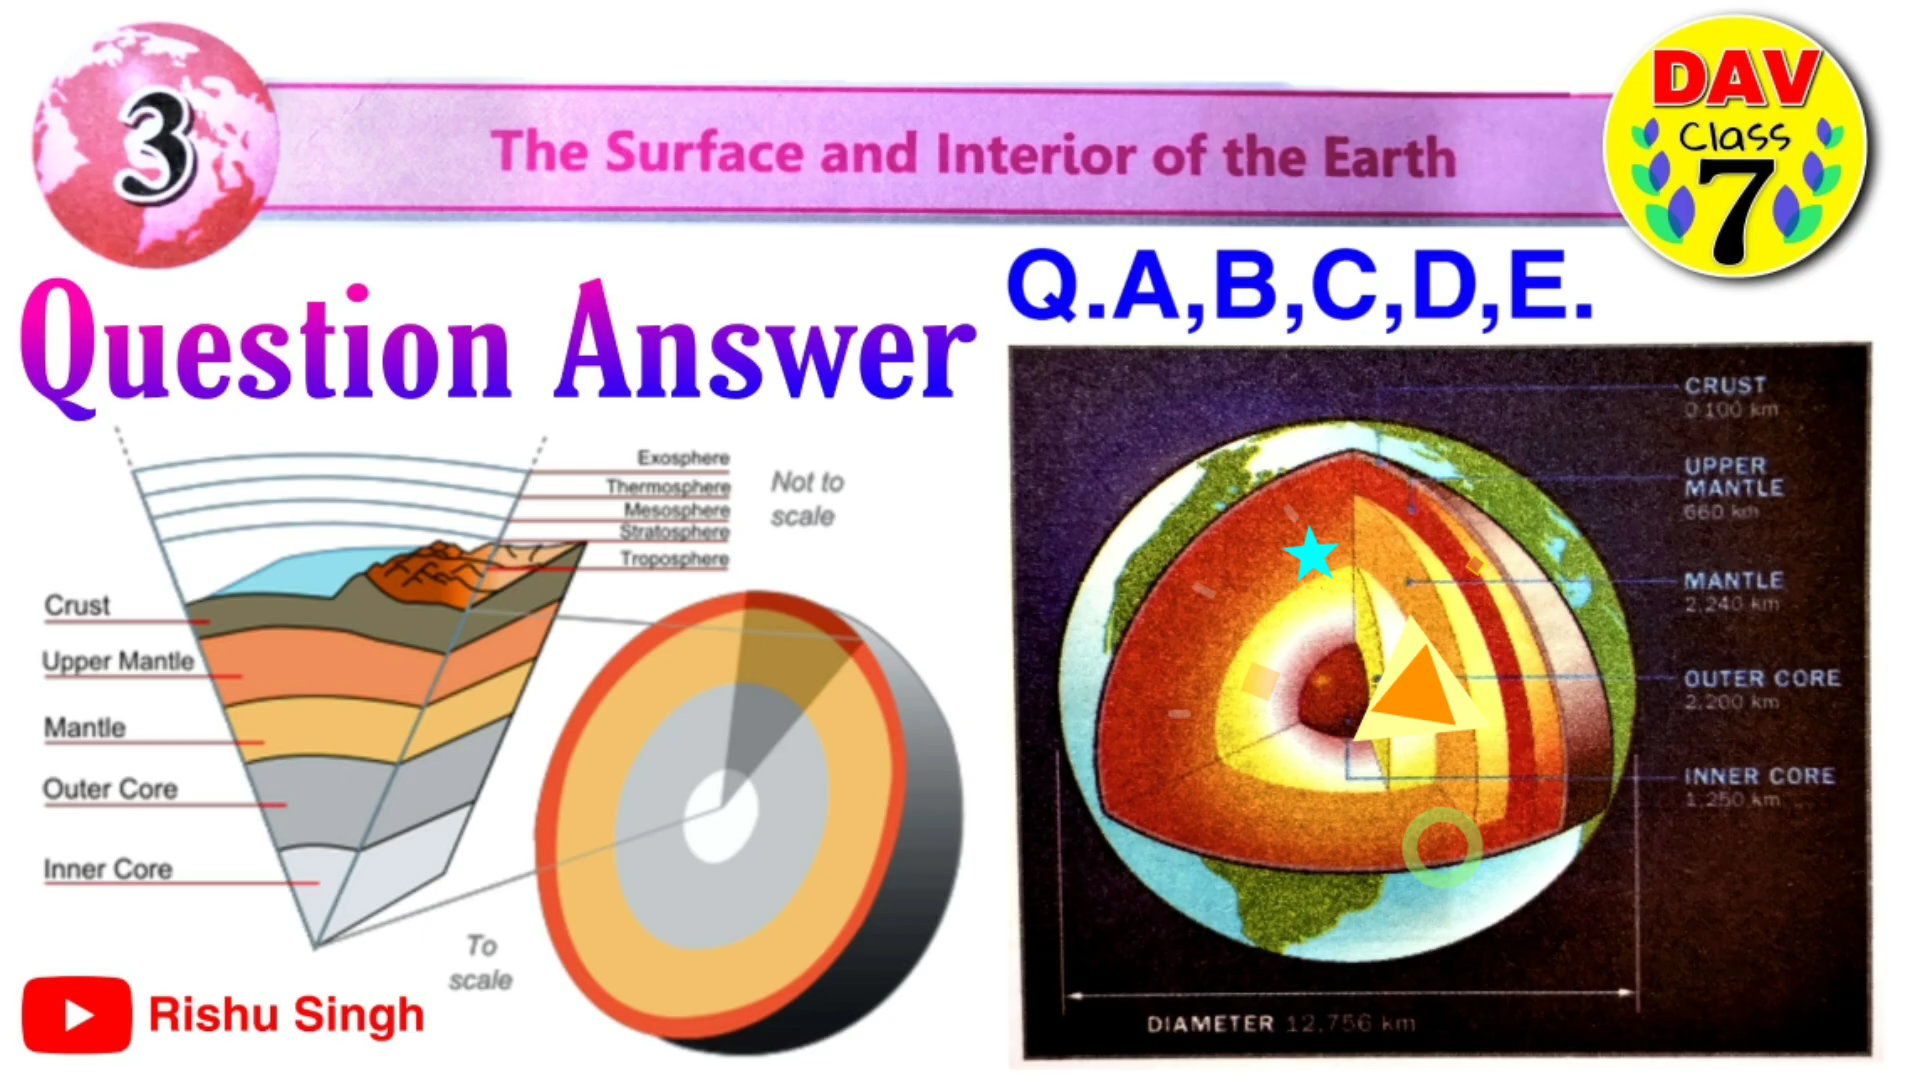 3
The Surface and Interior of the Earth
DAV
Class
7
Question Answer
Q.A,B,C,D,E.
Exosphere
Thermosphere
Mesosphere
Stratosphere
Troposphere
Not to
scale
Crust
Upper Mantle
Mantle
Outer Core
Inner Core
To
scale
Rishu Singh
CRUST
0.100 km
UPPER
MANTLE
660 km
MANTLE
2,240 km
OUTER CORE
2,200 km
INNER CORE
1,250 km
DIAMETER 12,756 km